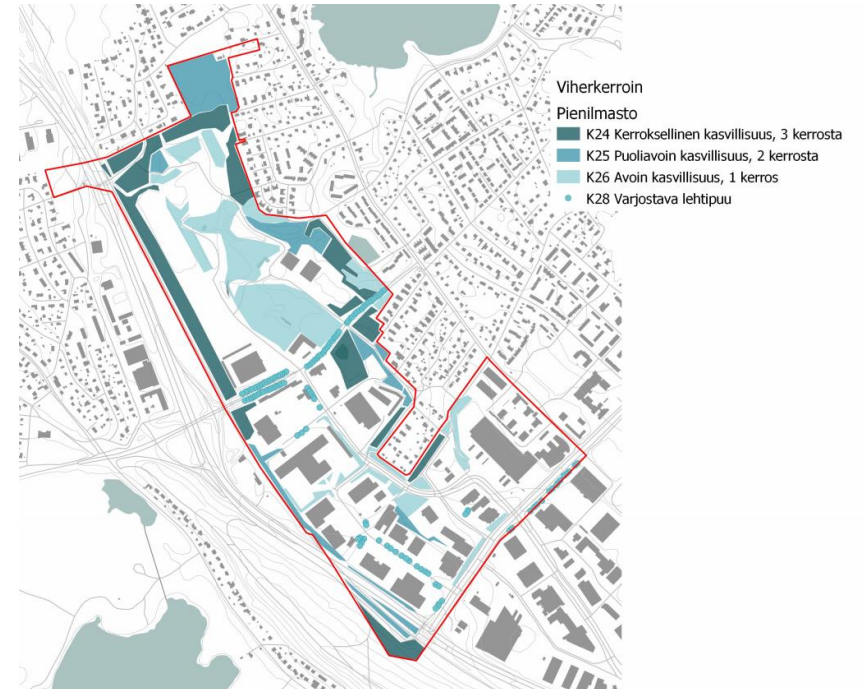 Viherkerroin
Pienilmasto
K24 Kerroksellinen kasvillisuus, 3 kerrosta
K25 Puoliavoin kasvillisuus, 2 kerrosta
K26 Avoin kasvillisuus, 1 kerros
K28 Varjostava lehtipuu